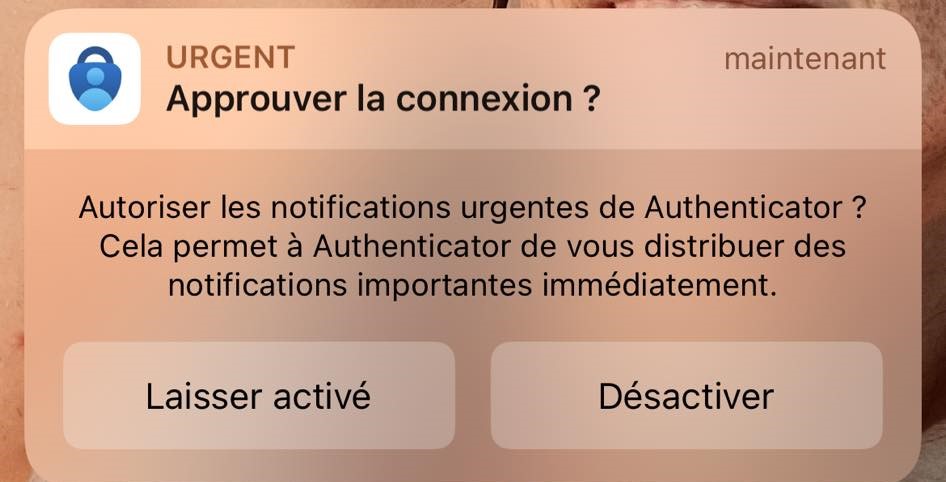 URGENT
maintenant
Approuver la connexion ?
Autoriser les notifications urgentes de Authenticator ?
Cela permet à Authenticator de vous distribuer des
notifications importantes immédiatement.
Laisser activé
Désactiver